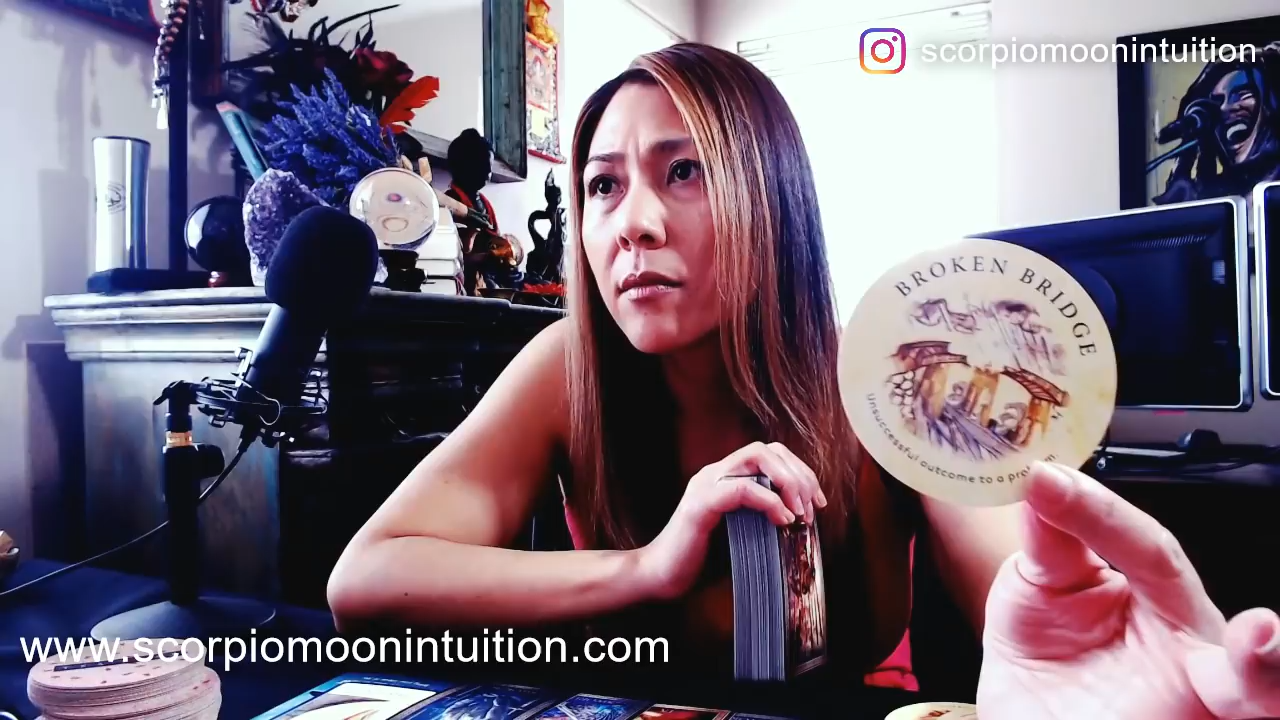 scorpiomoonintuition
BROKEN BRIDGE
Unsuccessful outcome to a
www.scorpiomoonintuition.com